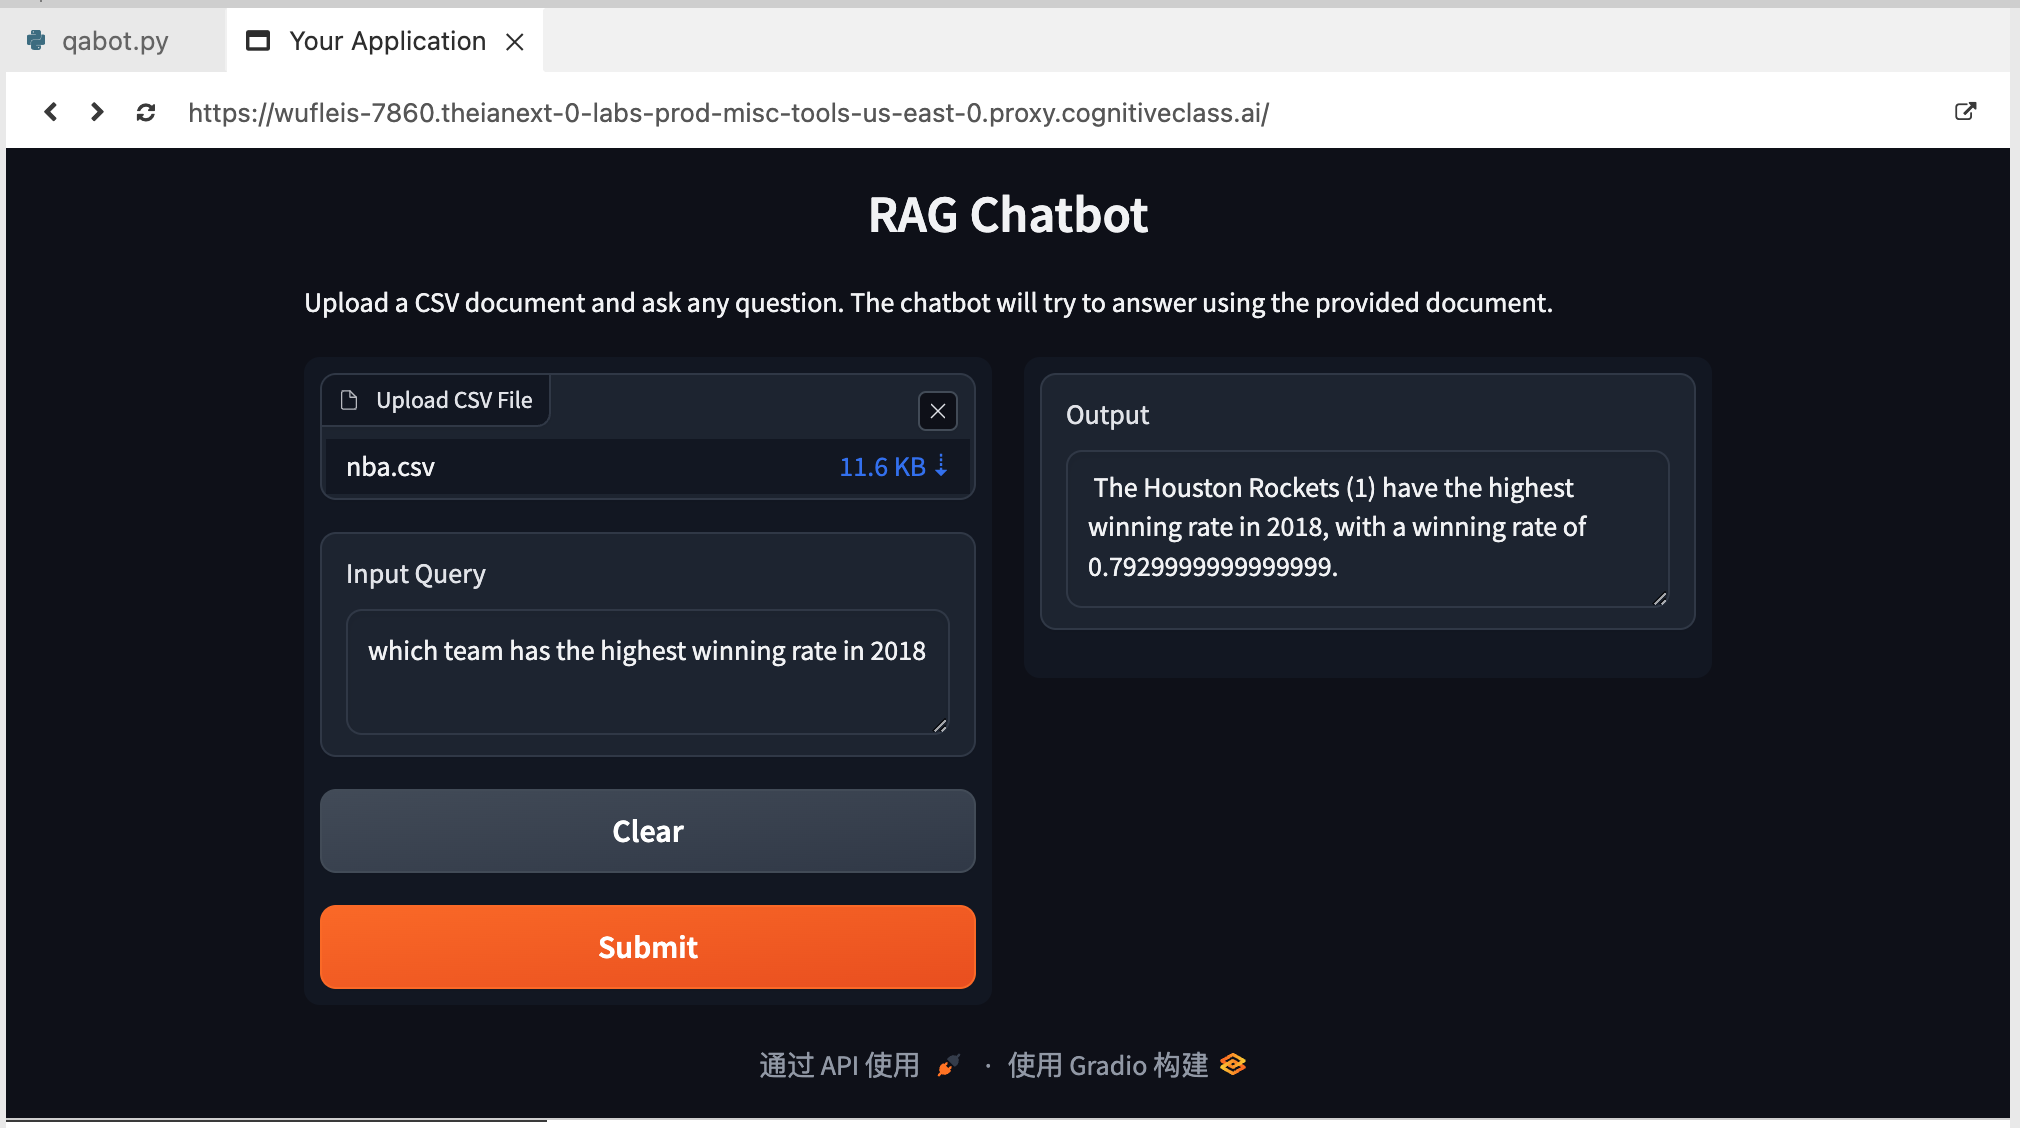 qabot.py
Your Application
https://wufleis-7860.theianext-0-labs-prod-misc-tools-us-east-0.proxy.cognitiveclass.ai/
RAG Chatbot
Upload a CSV document and ask any question. The chatbot will try to answer using the provided document.
Upload CSV File
nba.csv 11.6 KB
Input Query
which team has the highest winning rate in 2018
Clear
Submit
Output
The Houston Rockets (1) have the highest
winning rate in 2018, with a winning rate of
0.7929999999999999.
通过 API 使用 · 使用 Gradio 构建